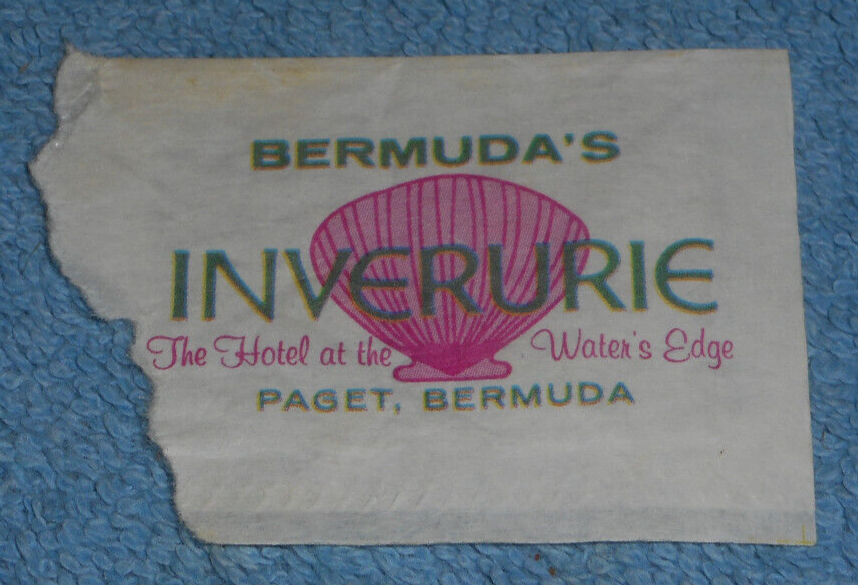 BERMUDA'S
INVERURIE
The Hotel at the Water's Edge
PAGET, BERMUDA